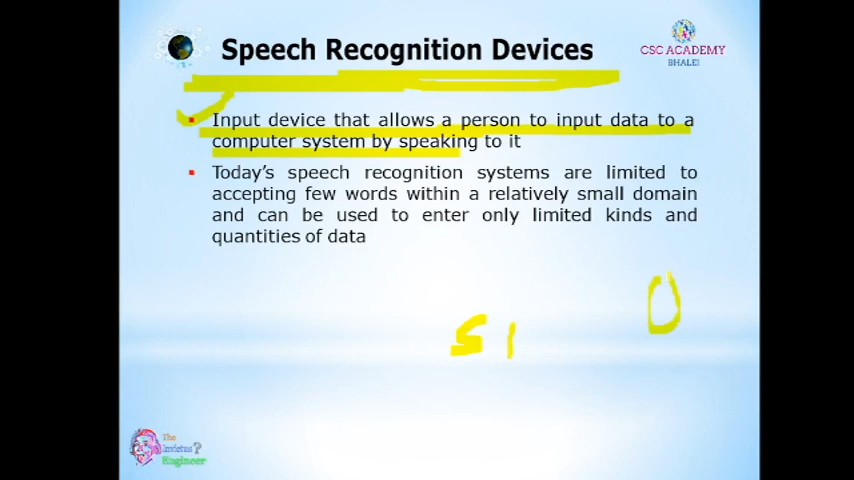 Speech Recognition Devices
CSC ACADEMY
BHALEI
Input device that allows a person to input data to a
computer system by speaking to it
Today's speech recognition systems are limited to
accepting few words within a relatively small domain
and can be used to enter only limited kinds and
quantities of data
The
Invictus?
Engineer